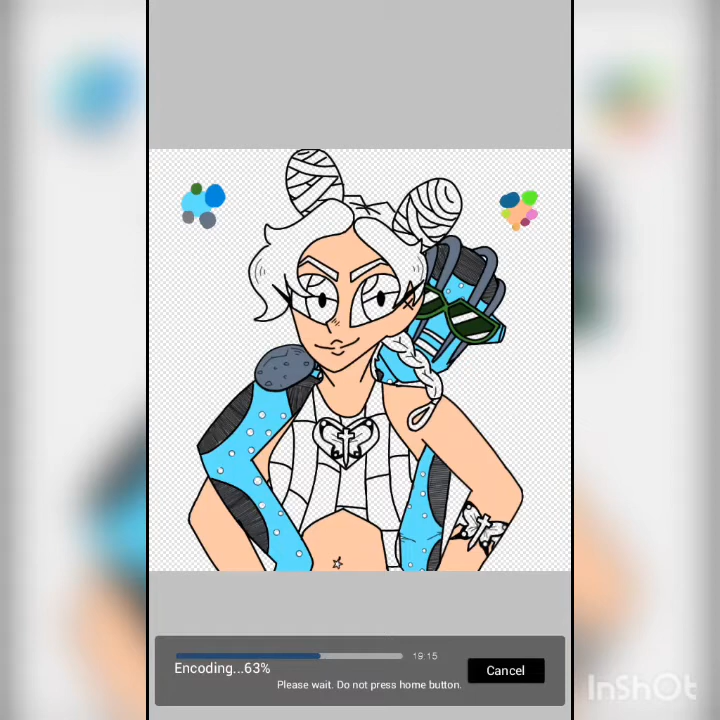 19:15
Encoding...63%
Cancel
Please wait. Do not press home button.
InShOt